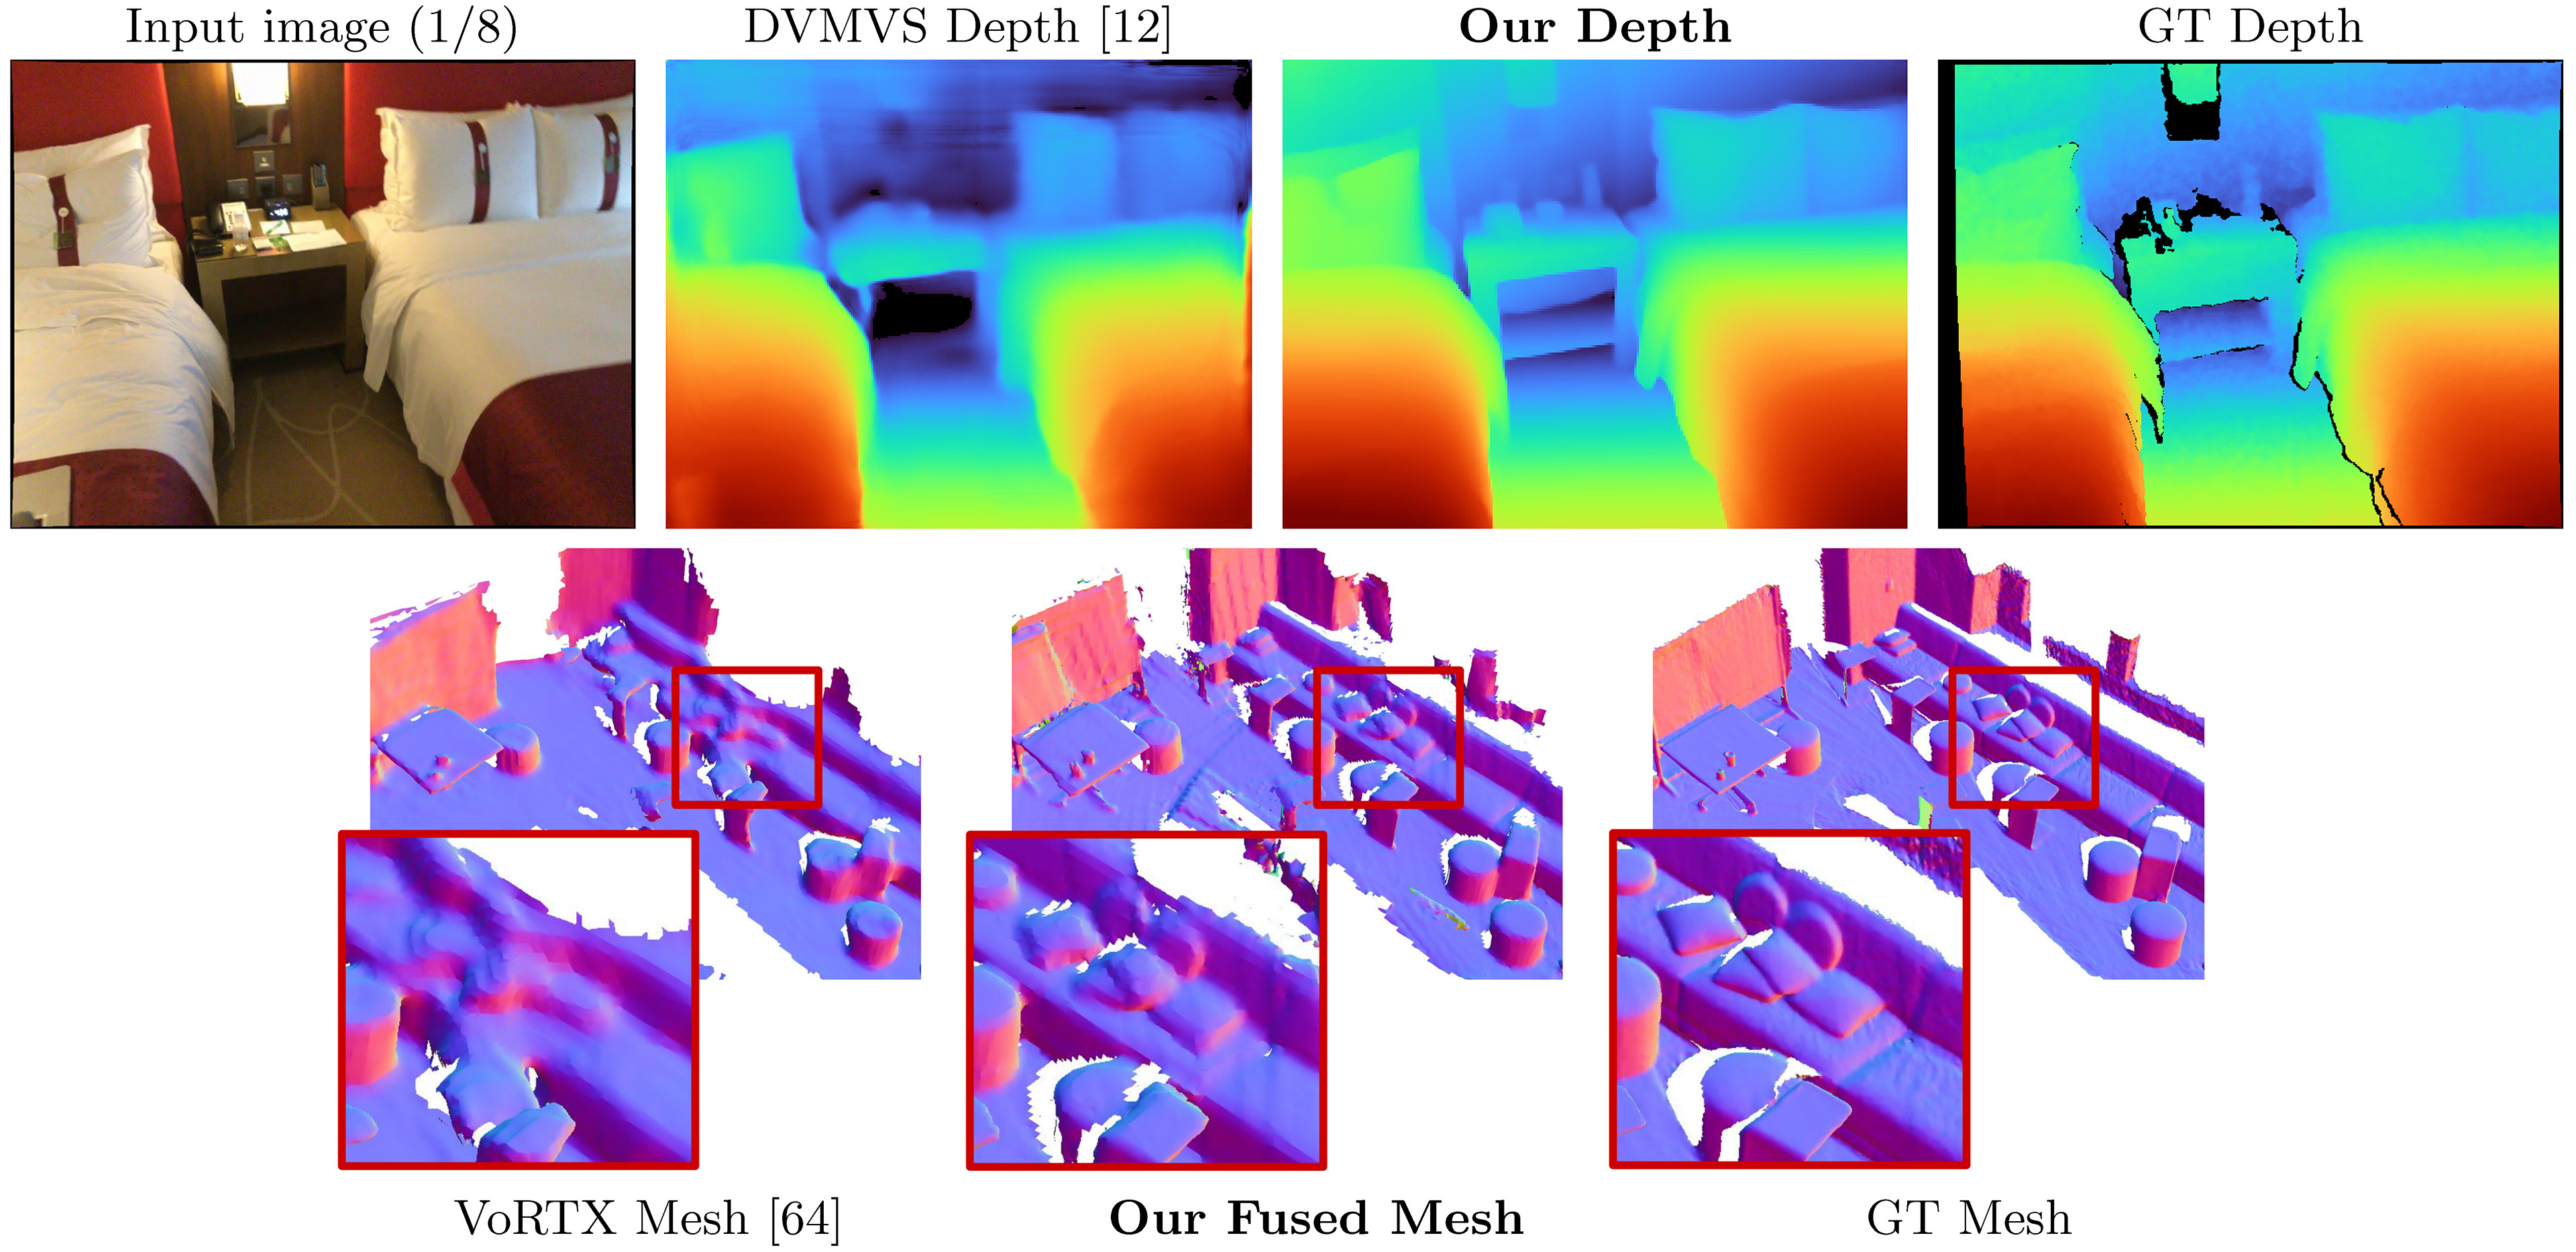 Input image (1/8)
DVMVS Depth [12]
Our Depth
GT Depth
VoRTX Mesh [64]
Our Fused Mesh
GT Mesh